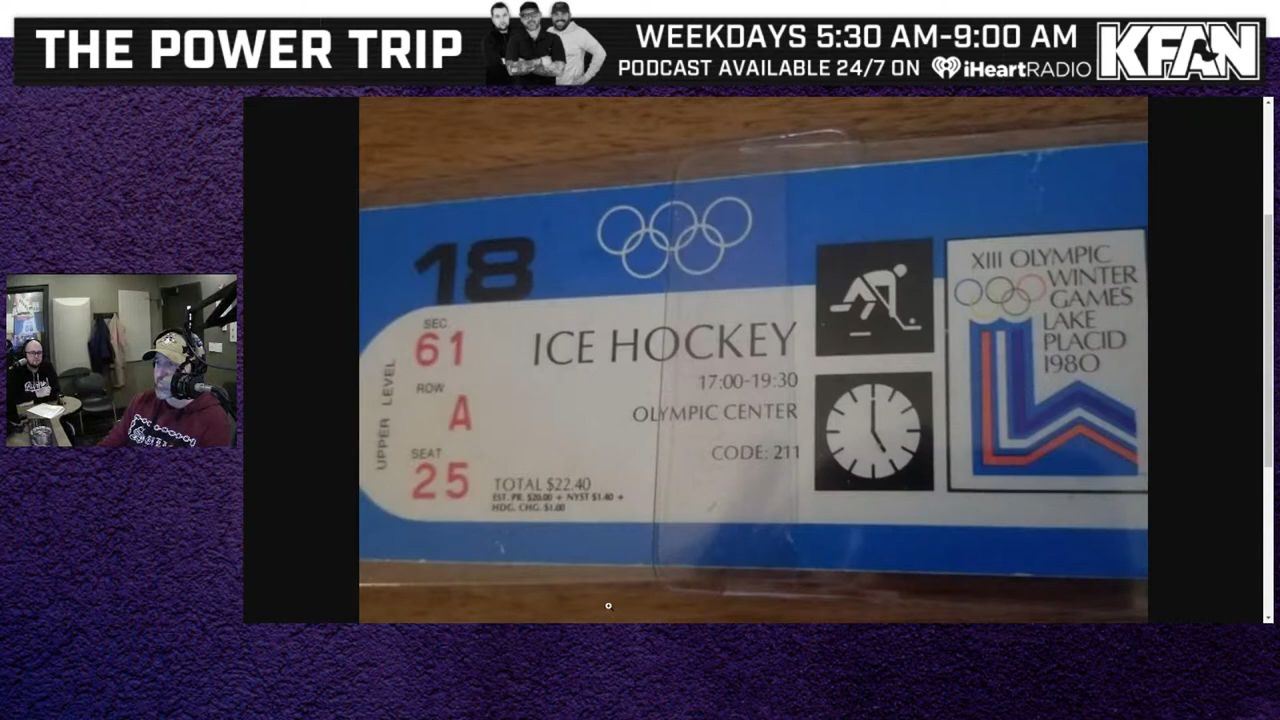 THE POWER TRIP
WEEKDAYS 5:30 AM-9:00 AM
PODCAST AVAILABLE 24/7 ON iHeartRADIO
KFAN
18
SEC.
61
ROW
A
SEAT
25
UPPER LEVEL
ICE HOCKEY
17:00-19:30
OLYMPIC CENTER
CODE: 211
TOTAL $22.40
EST. PR. $20.00 + NYST $1.40 +
HDG. CHG. $1.00
XIII OLYMPIC
WINTER
GAMES
LAKE
PLACID
1980